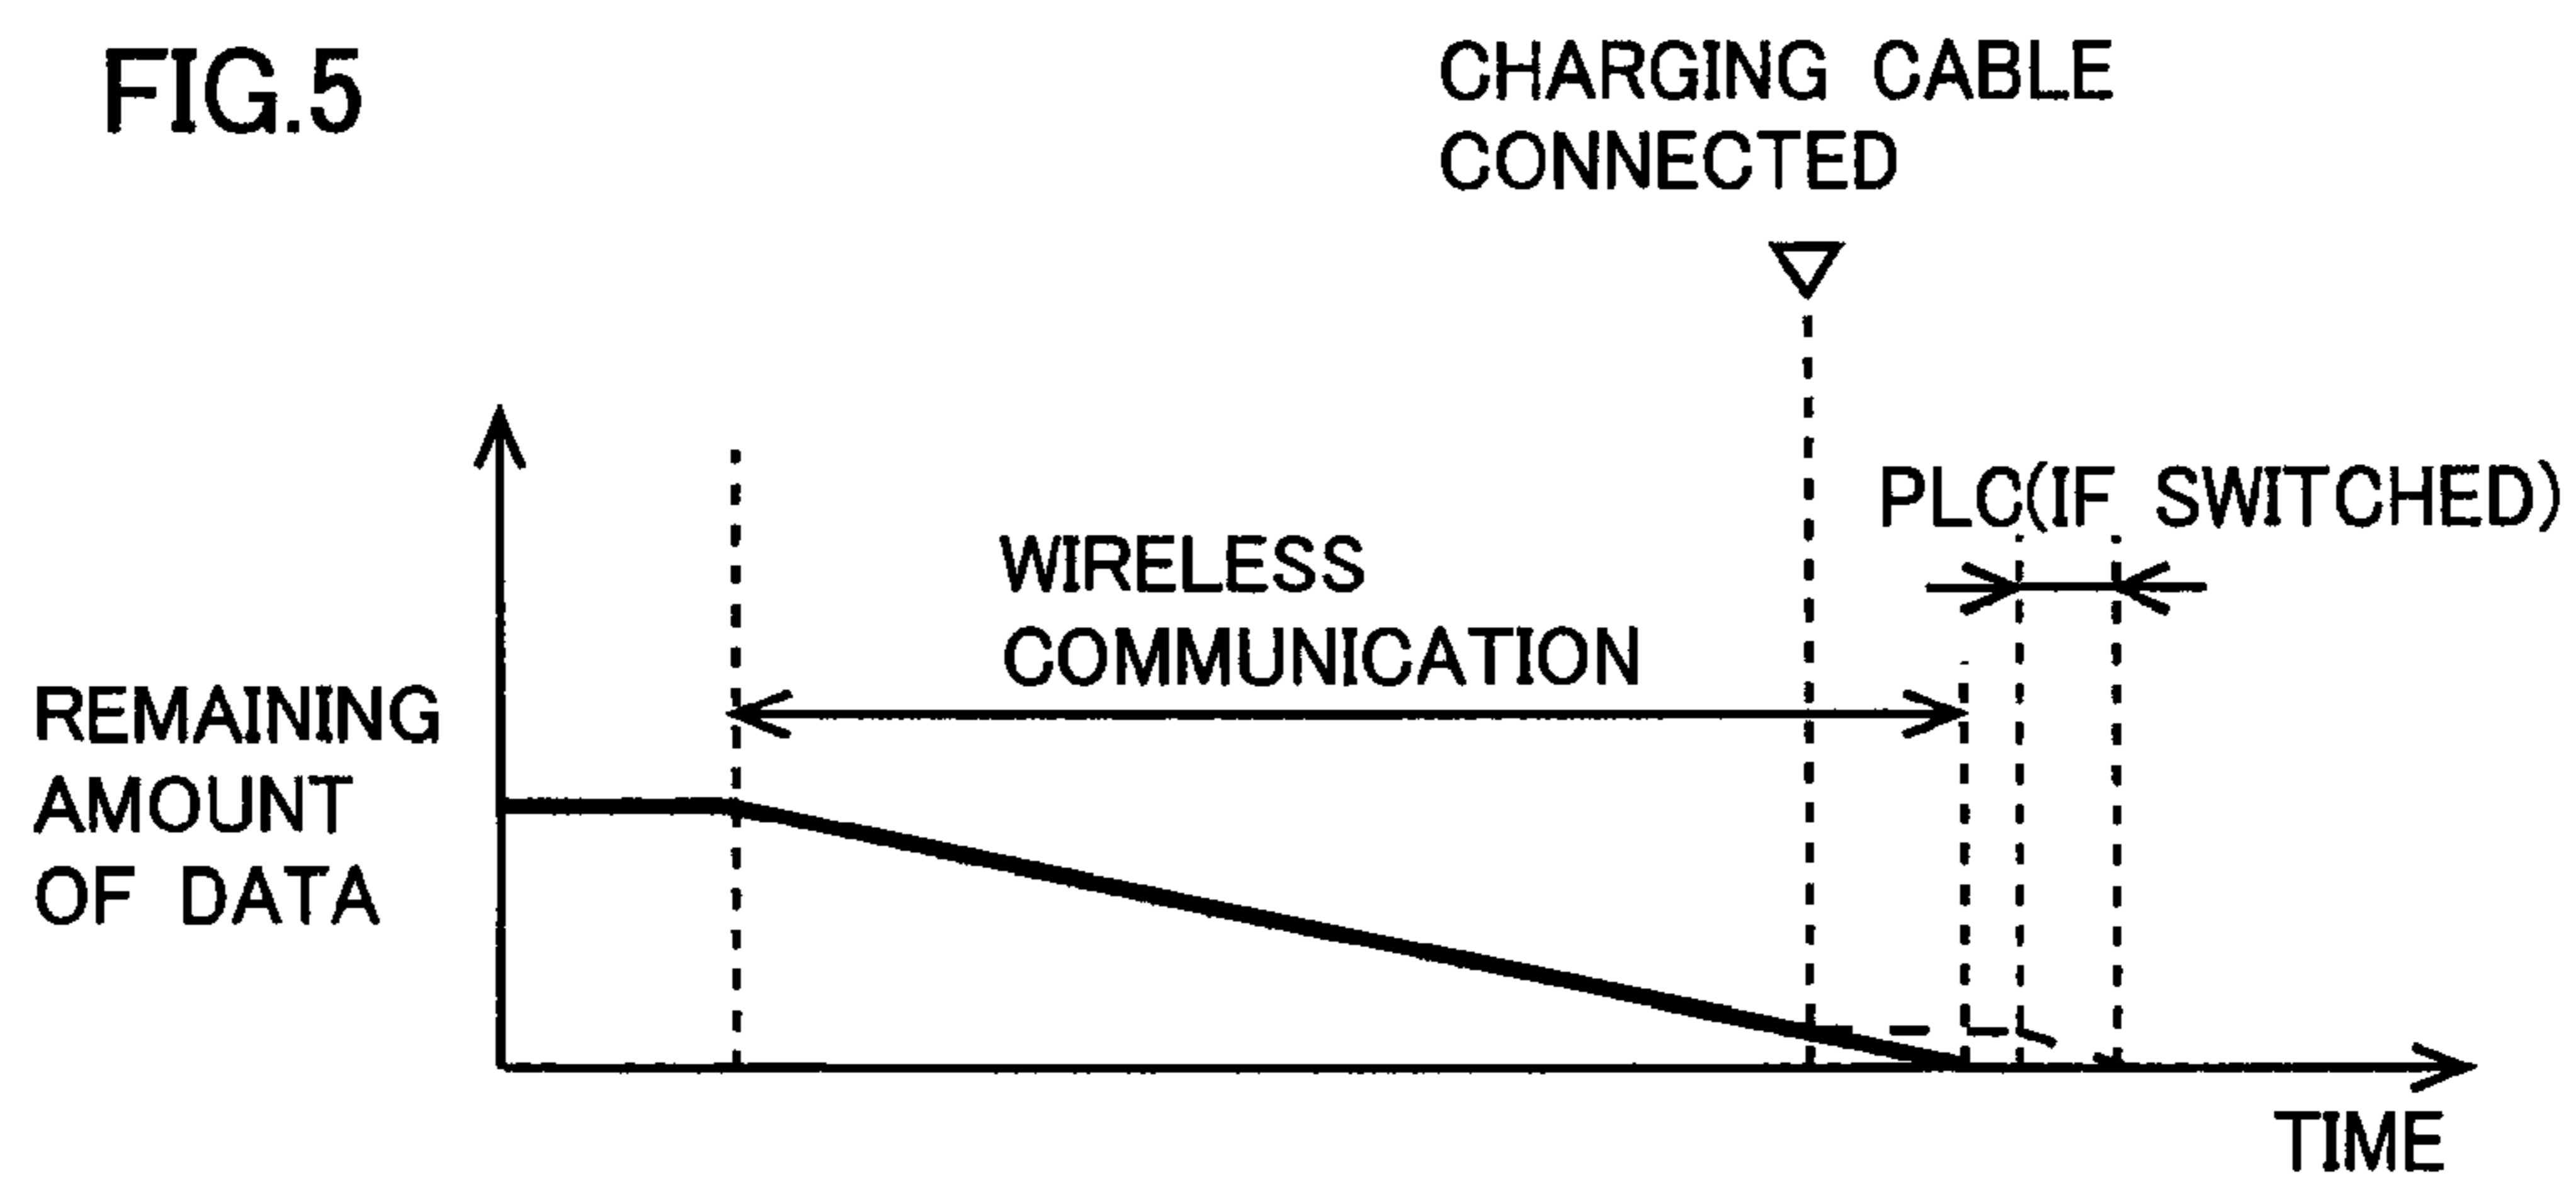 FIG.5
CHARGING CABLE
CONNECTED
PLC(IF SWITCHED)
WIRELESS
COMMUNICATION
REMAINING
AMOUNT
OF DATA
TIME